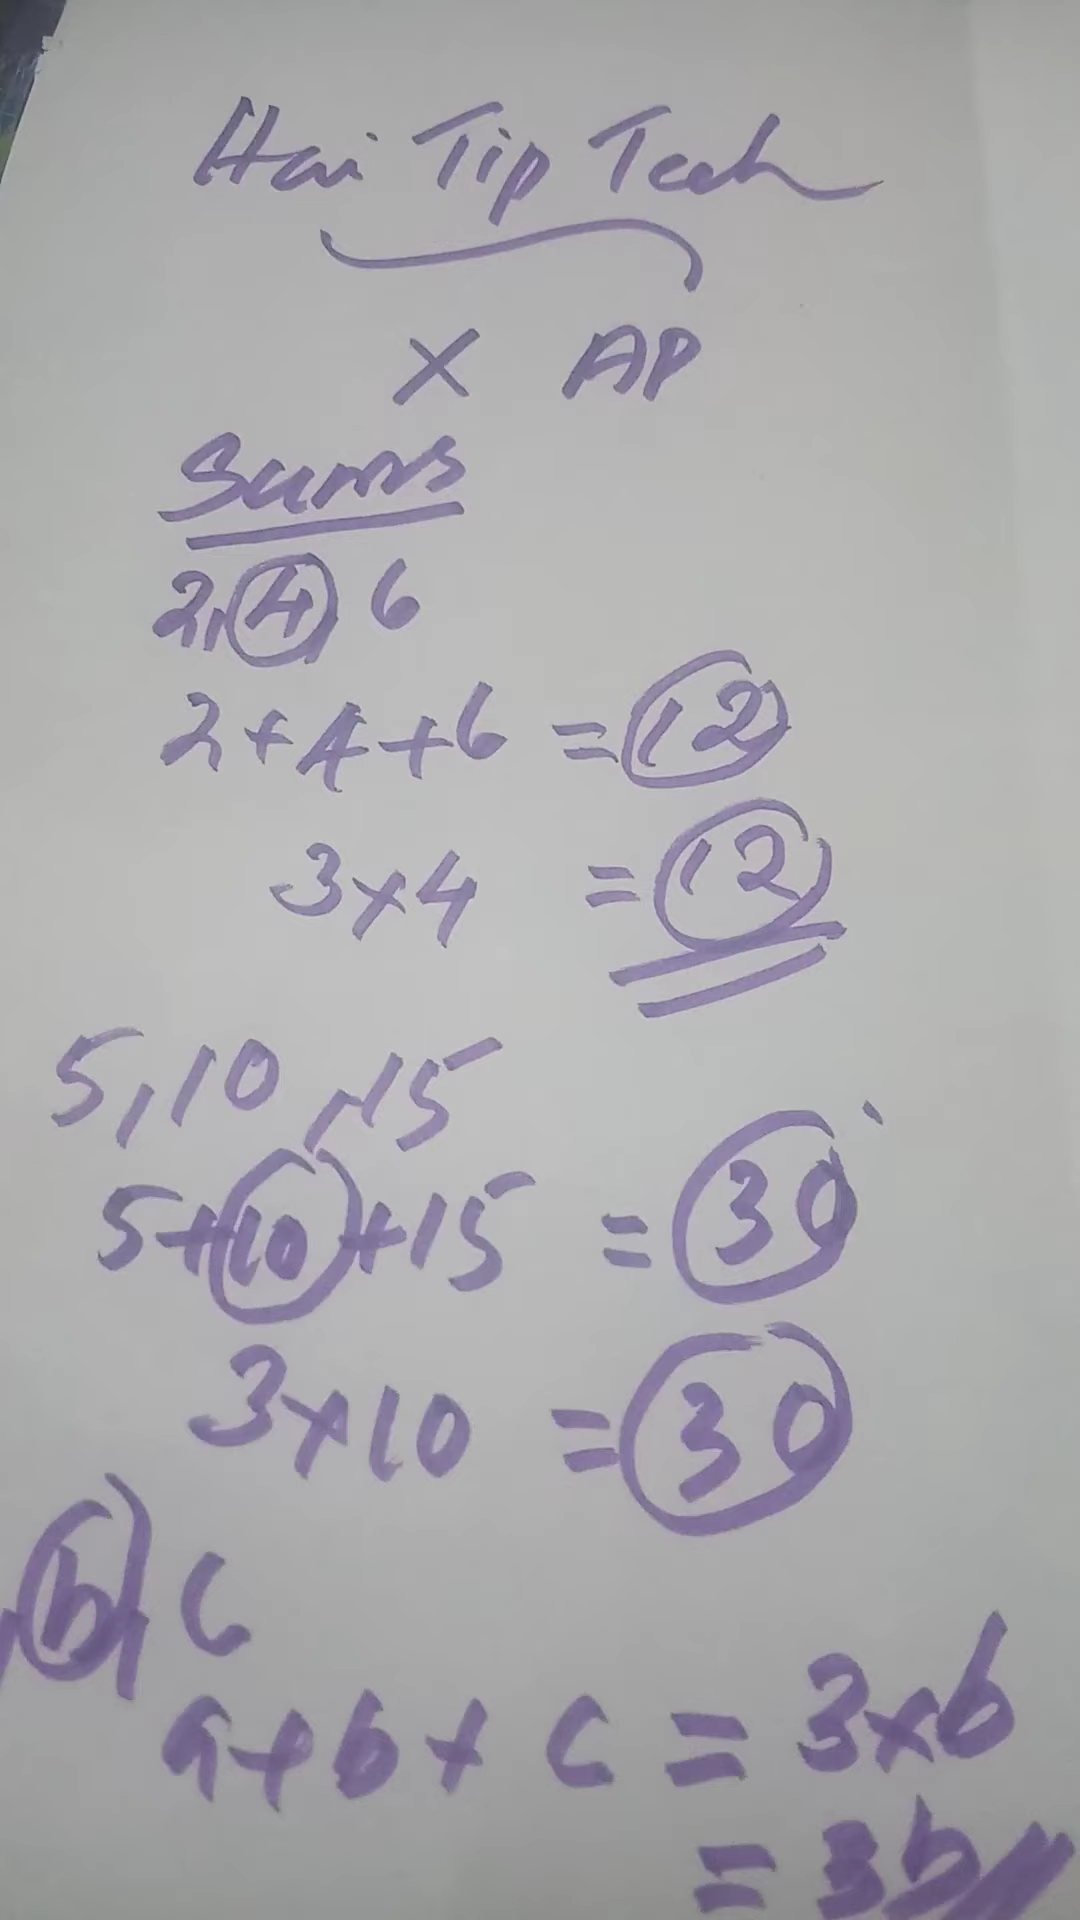 Hai Tip Tech
X AP
Sums
2, 4 6
2+4+6 = 12
3×4 = 12
5, 10, 15
5+10+15 = 30
3×10 = 30
, b, c
a+b+c = 3×b
= 3b